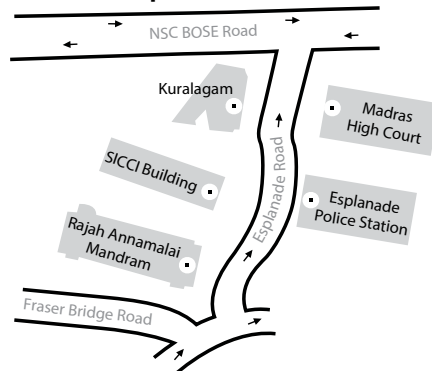 NSC BOSE Road
Kuralagam
Madras
High Court
SICCI Building
Esplanade Road
Esplanade
Police Station
Rajah Annamalai
Mandram
Fraser Bridge Road